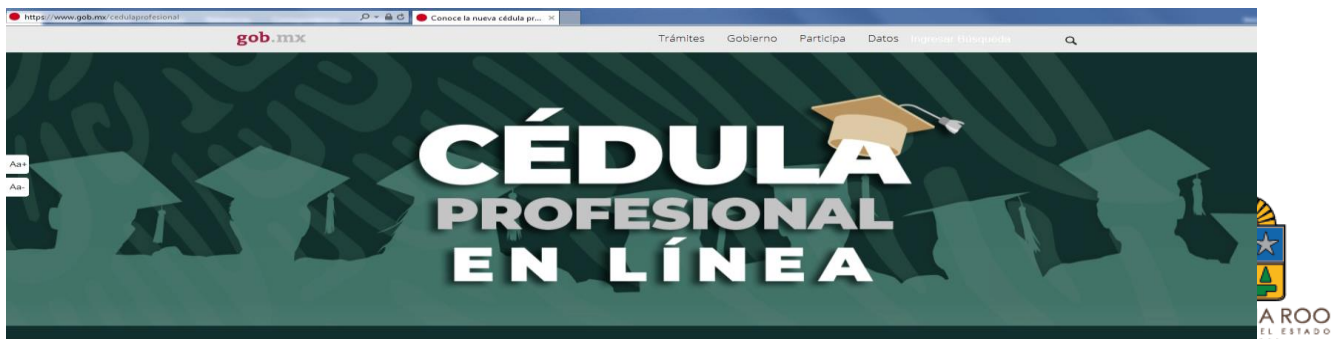 https://www.gob.mx/cedulaprofesional
Conoce la nueva cédula pr...
gob.mx
Trámites Gobierno Participa Datos Ingresar Búsqueda
Aa+
Aa-
CÉDULA
PROFESIONAL
EN LÍNEA
A ROO
EL ESTADO